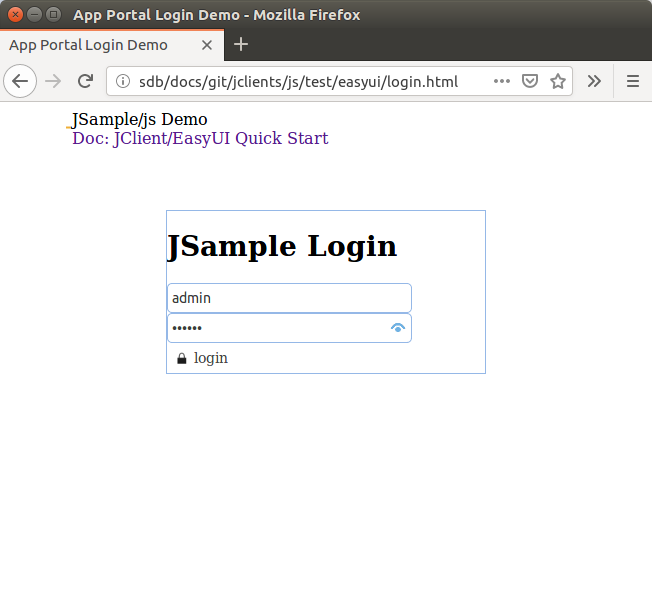 App Portal Login Demo - Mozilla Firefox
App Portal Login Demo
sdb/docs/git/jclients/js/test/easyui/login.html
JSample/js Demo
Doc: JClient/EasyUI Quick Start
JSample Login
admin
••••••
login